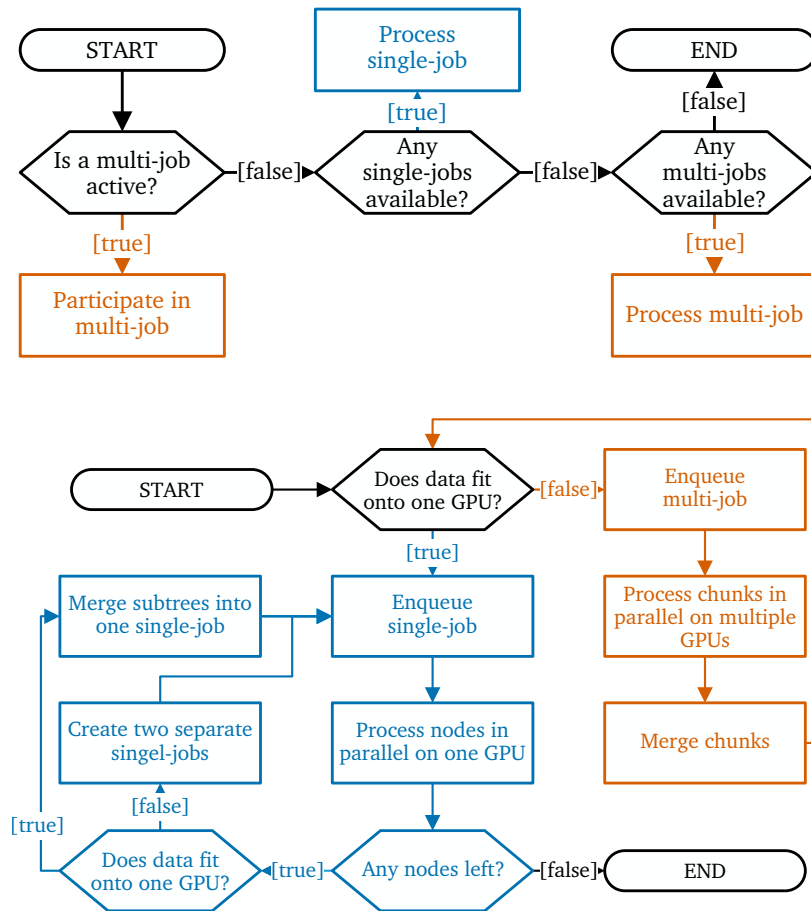 START
Process
single-job
END
[true]
[false]
Is a multi-job
active?
[false]
Any
single-jobs
available?
[false]
Any
multi-jobs
available?
[true]
[true]
Participate in
multi-job
Process multi-job
START
Does data fit
onto one GPU?
[false]
Enqueue
multi-job
[true]
Merge subtrees into
one single-job
Enqueue
single-job
Process chunks in
parallel on multiple
GPUs
Create two separate
singel-jobs
Process nodes in
parallel on one GPU
Merge chunks
[false]
[true]
Does data fit
onto one GPU?
[true]
Any nodes left?
[false]
END